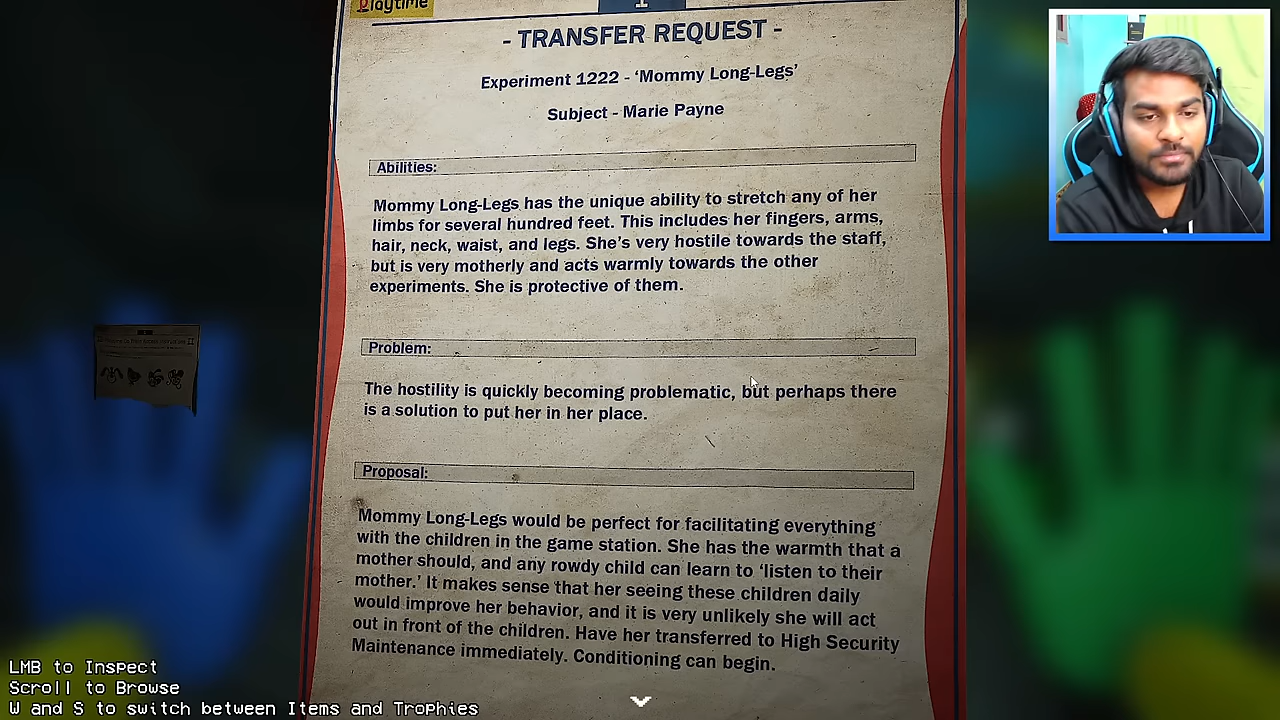 Playtime
1
- TRANSFER REQUEST -
Experiment 1222 - ‘Mommy Long-Legs’
Subject - Marie Payne
Abilities:
Mommy Long-Legs has the unique ability to stretch any of her
limbs for several hundred feet. This includes her fingers, arms,
hair, neck, waist, and legs. She’s very hostile towards the staff,
but is very motherly and acts warmly towards the other
experiments. She is protective of them.
Problem:
The hostility is quickly becoming problematic, but perhaps there
is a solution to put her in her place.
Proposal:
Mommy Long-Legs would be perfect for facilitating everything
with the children in the game station. She has the warmth that a
mother should, and any rowdy child can learn to ‘listen to their
mother.’ It makes sense that her seeing these children daily
would improve her behavior, and it is very unlikely she will act
out in front of the children. Have her transferred to High Security
Maintenance immediately. Conditioning can begin.
LMB to Inspect
Scroll to Browse
W and S to switch between Items and Trophies